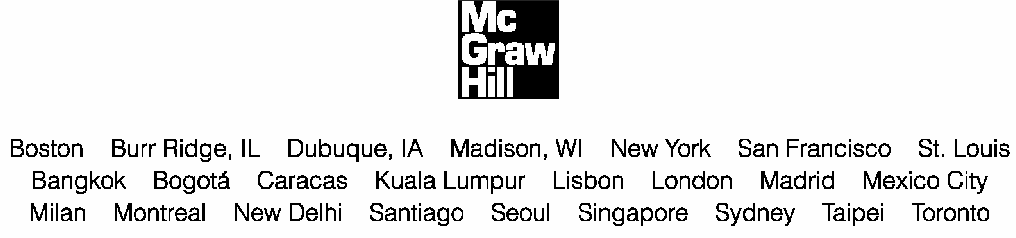 Mc
Graw
Hill
Boston Burr Ridge, IL Dubuque, IA Madison, WI New York San Francisco St. Louis
Bangkok Bogotá Caracas Kuala Lumpur Lisbon London Madrid Mexico City
Milan Montreal New Delhi Santiago Seoul Singapore Sydney Taipei Toronto